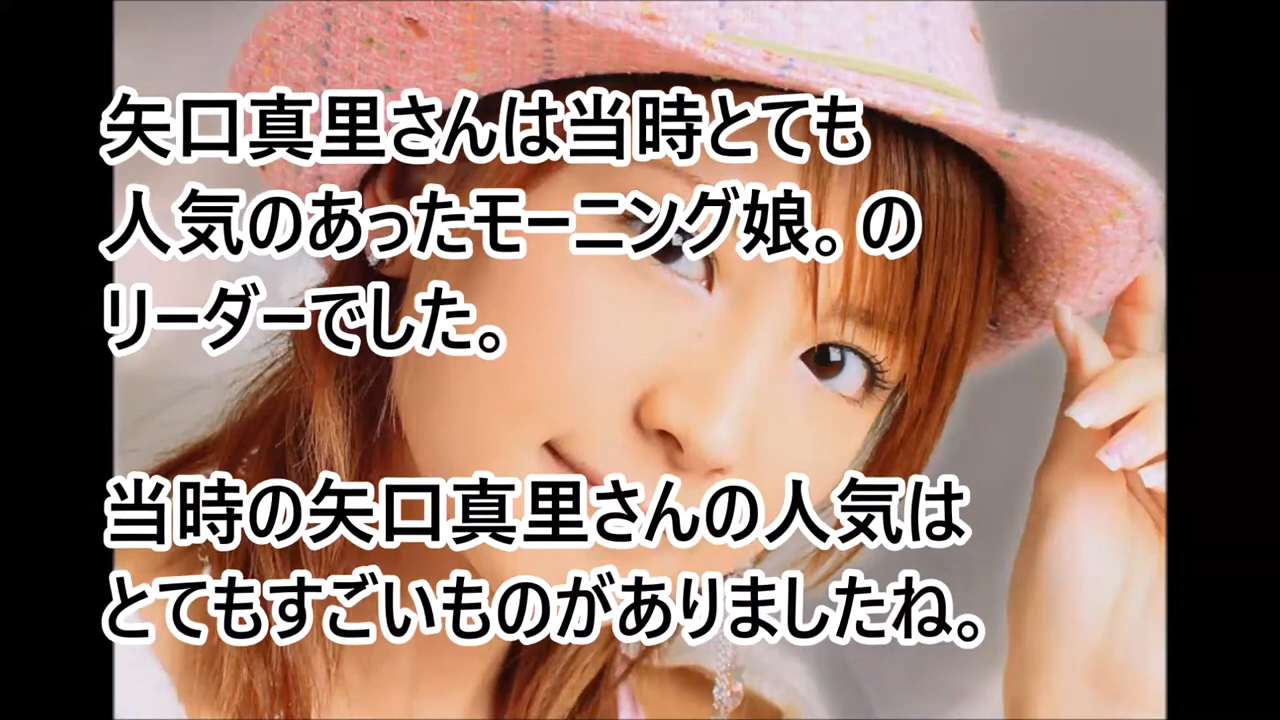 矢口真里さんは当時とても
人気のあったモーニング娘。の
リーダーでした。
当時の矢口真里さんの人気は
とてもすごいものがありましたね。